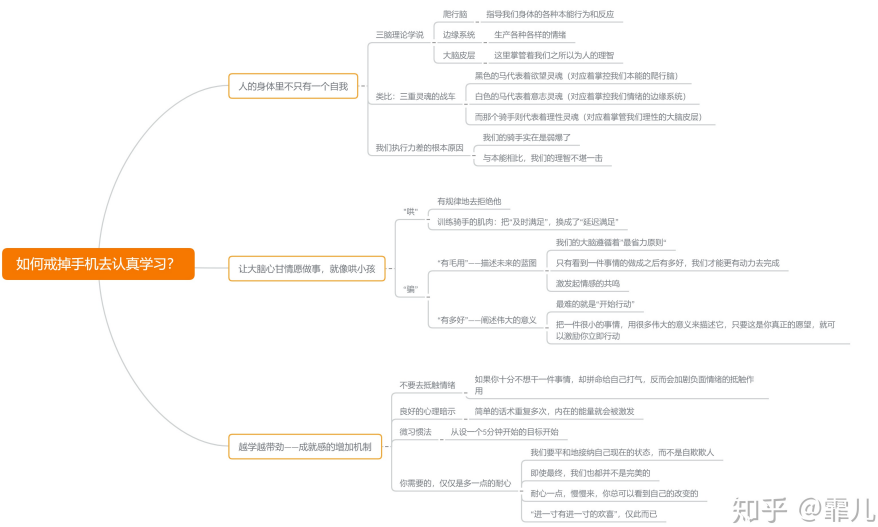 如何戒掉手机去认真学习？
人的身体里不只有一个自我
三脑理论学说
爬行脑
指导我们身体的各种本能行为和反应
边缘系统
生产各种各样的情绪
大脑皮层
这里掌管着我们之所以为人的理智
类比：三重灵魂的战车
黑色的马代表着欲望灵魂（对应着掌控我们本能的爬行脑）
白色的马代表着意志灵魂（对应着掌控我们情绪的边缘系统）
而那个骑手则代表着理性灵魂（对应着掌管我们理性的大脑皮层）
我们执行力差的根本原因
我们的骑手实在是弱爆了
与本能相比、我们的理智不堪一击
让大脑心甘情愿做事，就像哄小孩
“哄”
有规律地去拒绝他
训练骑手的肌肉：把“及时满足”，换成了“延迟满足”
“骗”
“有毛用”——描述未来的蓝图
我们的大脑遵循着“最省力原则“
只有看到一件事情的做成之后有多好，我们才能更有动力去完成
激发起情感的共鸣
“有多好”——阐述伟大的意义
最难的就是“开始行动”
把一件很小的事情，用很多伟大的意义来描述它，只要这是你真正的愿望，就可
以激励你立即行动
越学越带劲——成就感的增加机制
不要去抵触情绪
如果你十分不想干一件事情，却拼命给自己打气，反而会加剧负面情绪的抵触作
用
良好的心理暗示
简单的话术重复多次，内在的能量就会被激发
微习惯法
从设一个5分钟开始的目标开始
你需要的，仅仅是多一点的耐心
我们要平和地接纳自己现在的状态，而不是自欺欺人
即使最终，我们也都并不是完美的
耐心一点，慢慢来，你总可以看到自己的改变的
“进一寸有进一寸的欢喜”，仅此而已
知乎 @霏儿